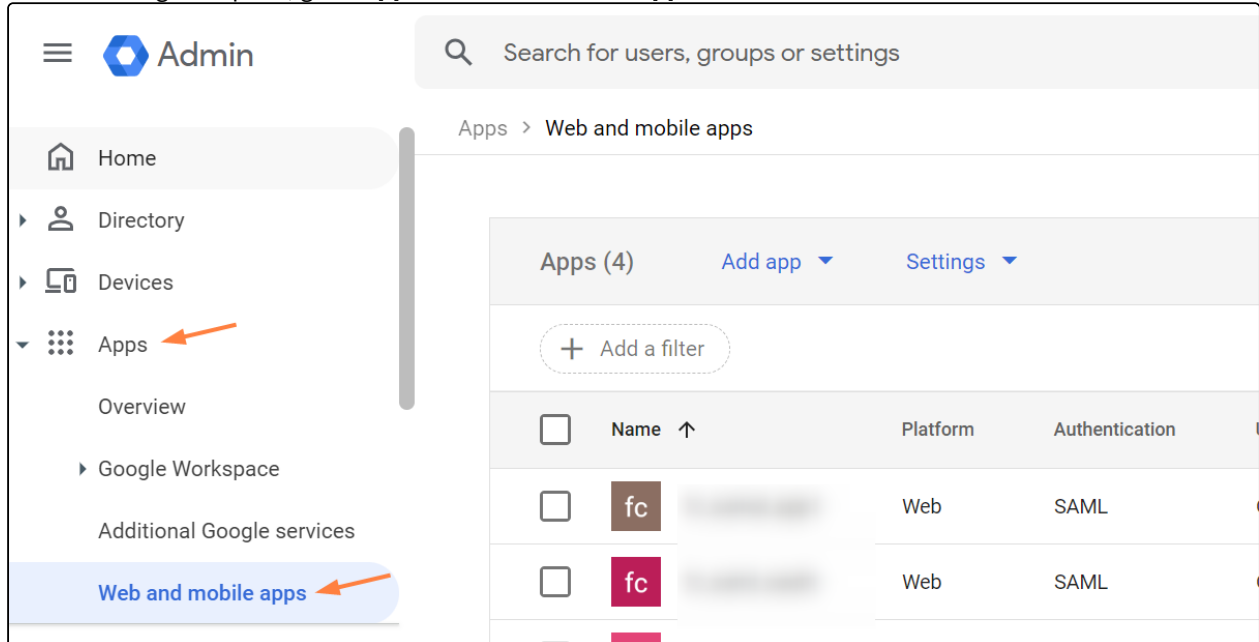 Admin
Search for users, groups or settings
Apps > Web and mobile apps
Home
Directory
Devices
Apps
Overview
Google Workspace
Additional Google services
Web and mobile apps
Apps (4) Add app Settings
+ Add a filter
Name ↑ Platform Authentication
fc Web SAML
fc Web SAML